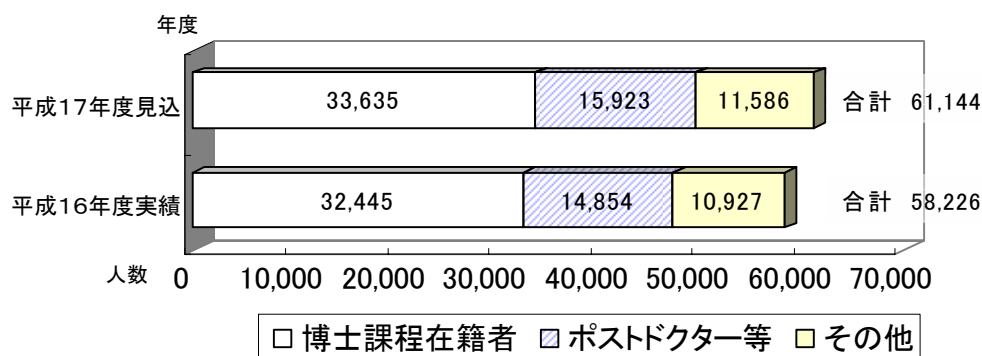 年度
平成17年度見込 33,635 15,923 11,586 合計 61,144
平成16年度実績 32,445 14,854 10,927 合計 58,226
人数 0 10,000 20,000 30,000 40,000 50,000 60,000 70,000
博士課程在籍者 ポストドクター等 その他